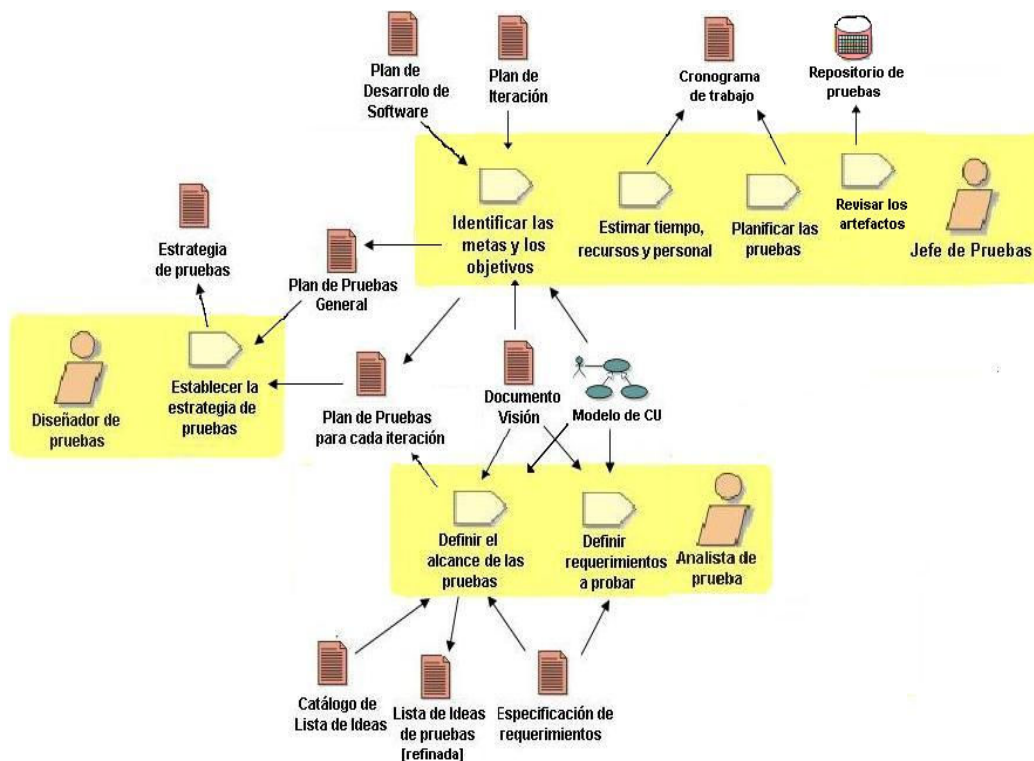 Plan de
Desarrolo de
Software
Plan de
Iteración
Cronograma
de trabajo
Repositorio de
pruebas
Identificar las
metas y los
objetivos
Estimar tiempo,
recursos y personal
Planificar las
pruebas
Revisar los
artefactos
Jefe de Pruebas
Estrategia
de pruebas
Plan de Pruebas
General
Diseñador de
pruebas
Establecer la
estrategia de
pruebas
Plan de Pruebas
para cada iteración
Documento
Visión
Modelo de CU
Definir el
alcance de las
pruebas
Definir
requerimientos
a probar
Analista de
prueba
Catálogo de
Lista de Ideas
Lista de Ideas
de pruebas
[refinada]
Especificación de
requerimientos